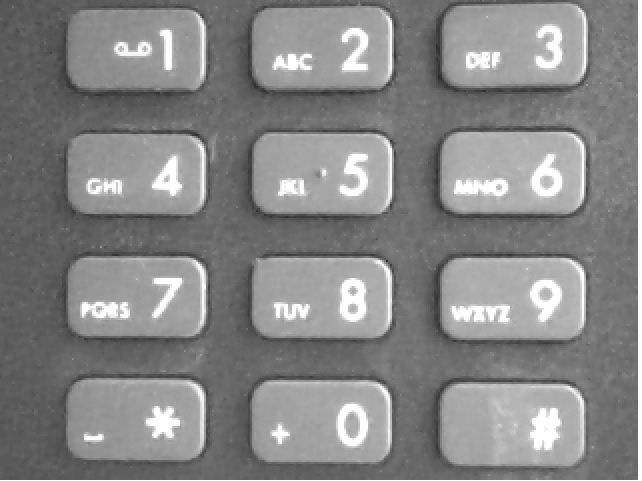 1 ABC 2 DEF 3
GHI 4 JKL 5 MNO 6
PQRS 7 TUV 8 WXYZ 9
* + 0 #